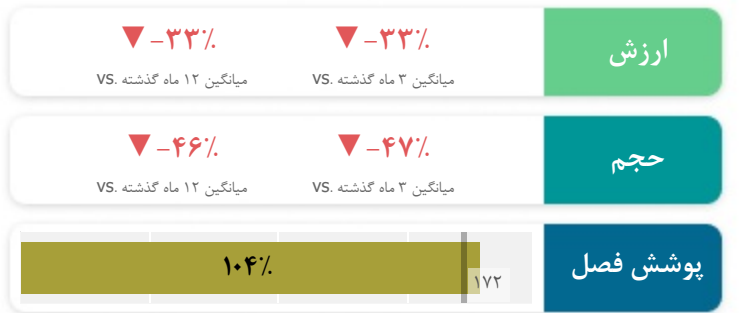 ارزش
▼ -۳۳٪
VS. میانگین ۳ ماه گذشته
▼ -۳۳٪
VS. میانگین ۱۲ ماه گذشته
حجم
▼ -۴۷٪
VS. میانگین ۳ ماه گذشته
▼ -۴۶٪
VS. میانگین ۱۲ ماه گذشته
پوشش فصل
۱۰۴٪
۱۷۲